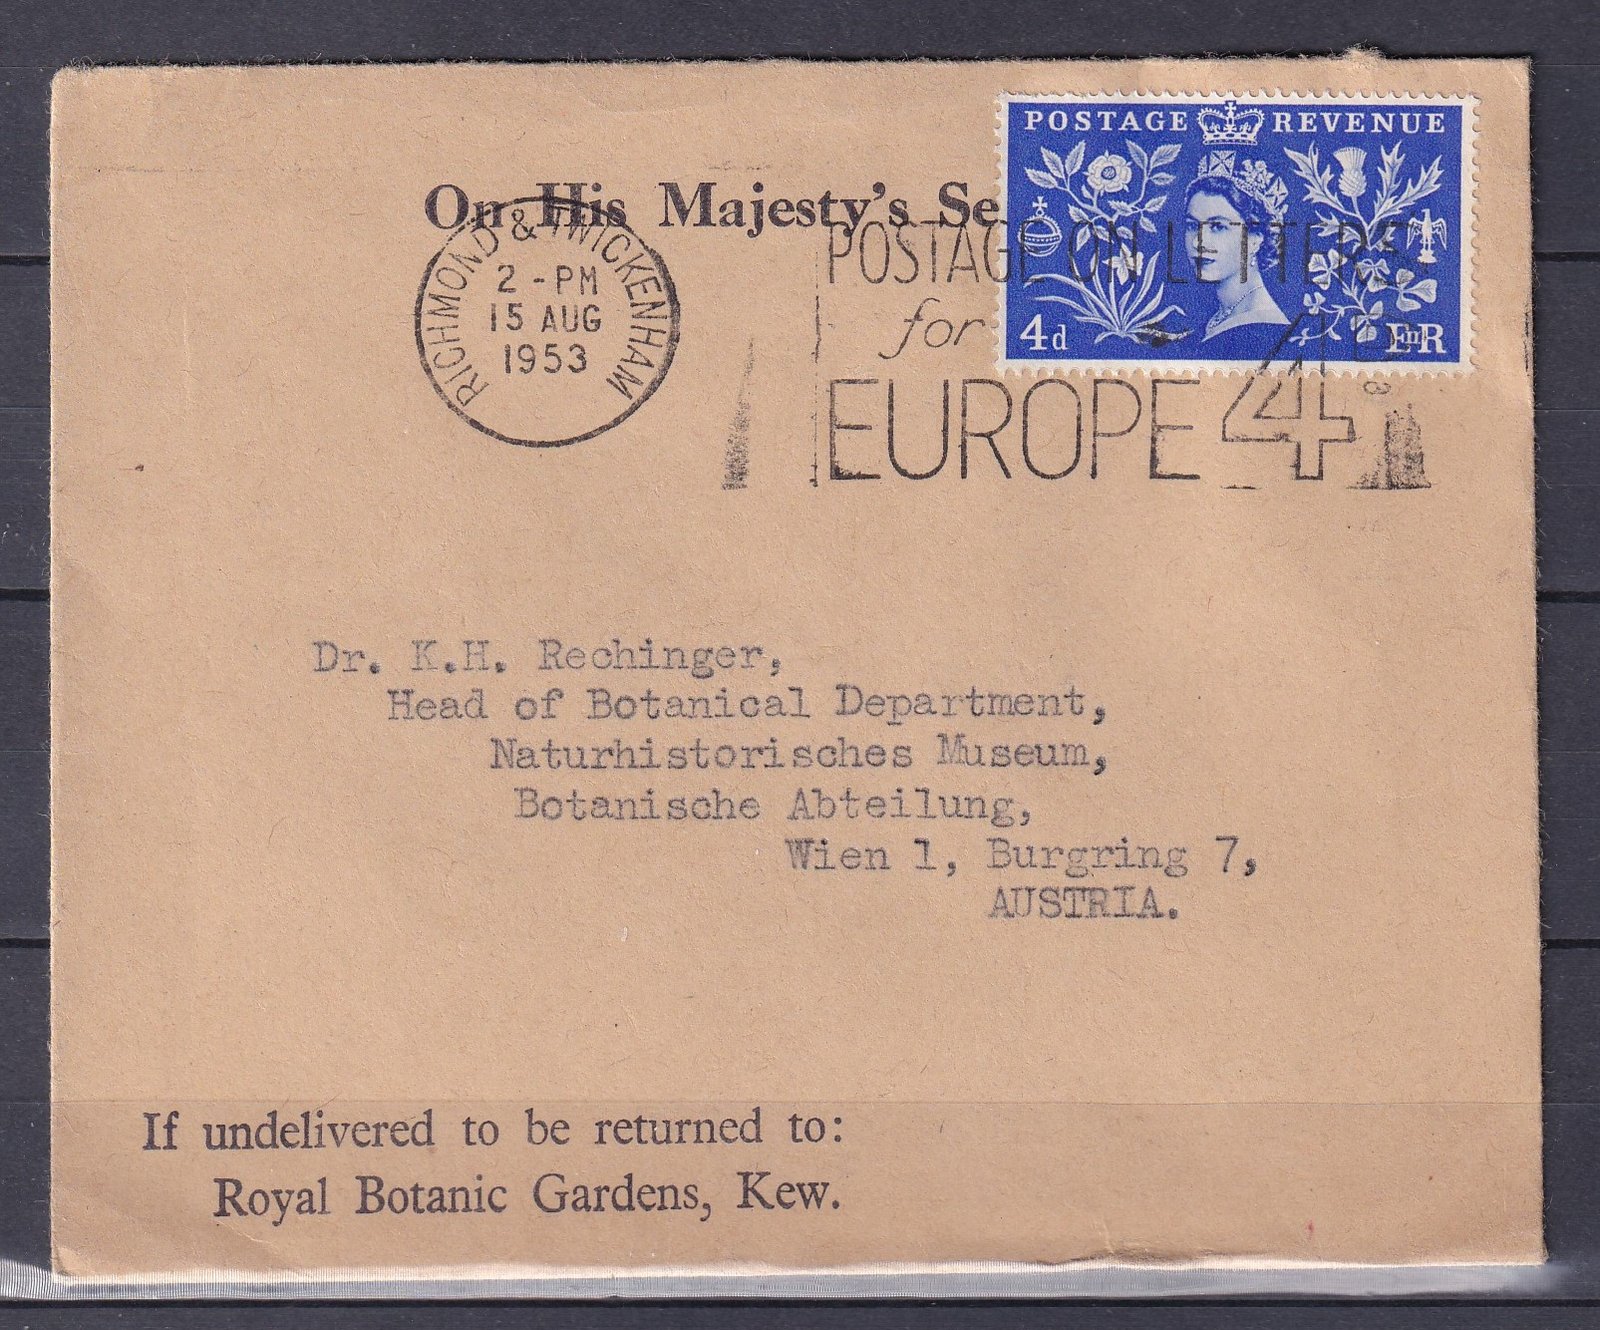 POSTAGE REVENUE
On His Majesty's Se
RICHMOND & TWICKENHAM
2 - PM
15 AUG
1953
POSTAGE ON LETTERS
for
EUROPE 4
4d
EIIR
Dr. K.H. Rechinger,
Head of Botanical Department,
Naturhistorisches Museum,
Botanische Abteilung,
Wien 1, Burgring 7,
AUSTRIA.
If undelivered to be returned to:
Royal Botanic Gardens, Kew.